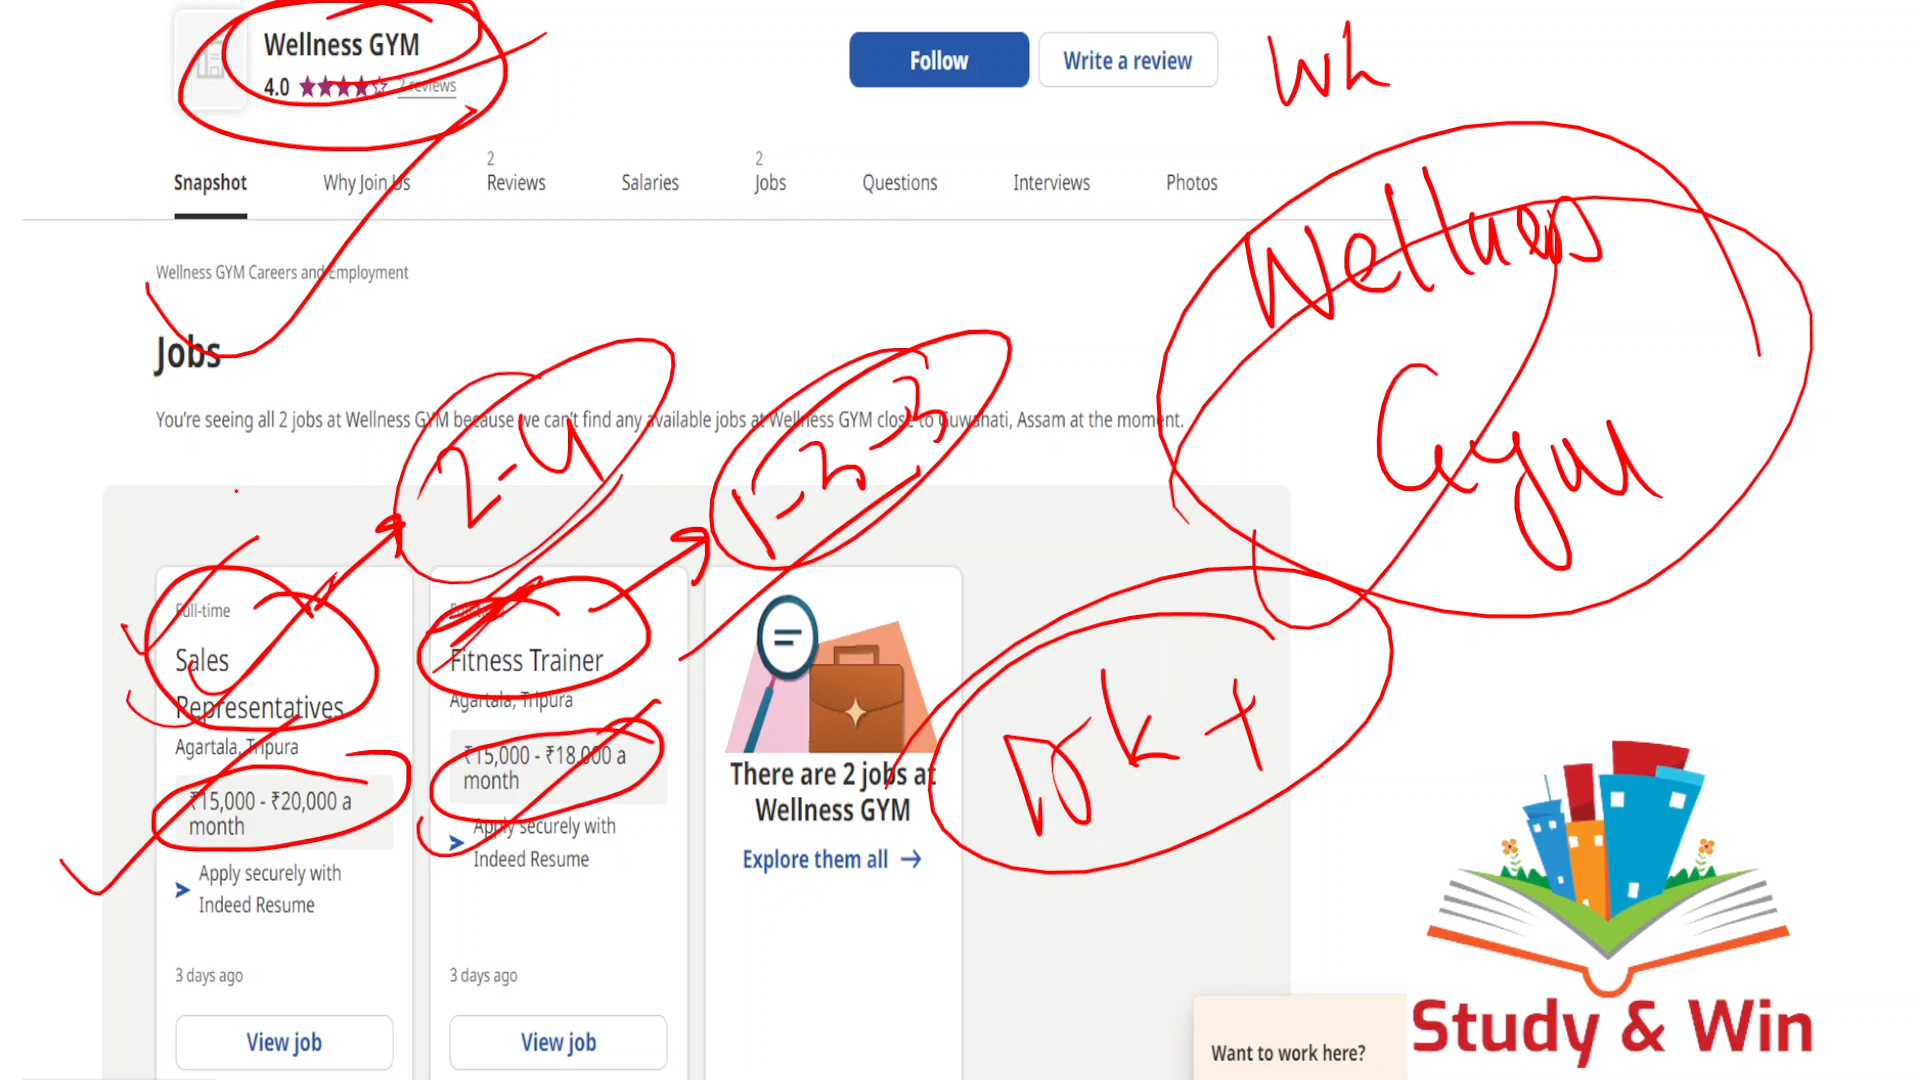 Wellness GYM
4.0 2 reviews
Follow
Write a review
Wh
Snapshot
Why Join Us
2
Reviews
Salaries
2
Jobs
Questions
Interviews
Photos
Wellness
Gym
Wellness GYM Careers and Employment
Jobs
You're seeing all 2 jobs at Wellness GYM because we can't find any available jobs at Wellness GYM close to Guwahati, Assam at the moment.
2-4
Full-time
Sales
Representatives
Agartala, Tripura
₹15,000 - ₹20,000 a
month
Apply securely with
Indeed Resume
3 days ago
View job
Fitness Trainer
Agartala, Tripura
₹15,000 - ₹18,000 a
month
Apply securely with
Indeed Resume
3 days ago
View job
There are 2 jobs at
Wellness GYM
Explore them all →
15k+
Want to work here?
Study & Win